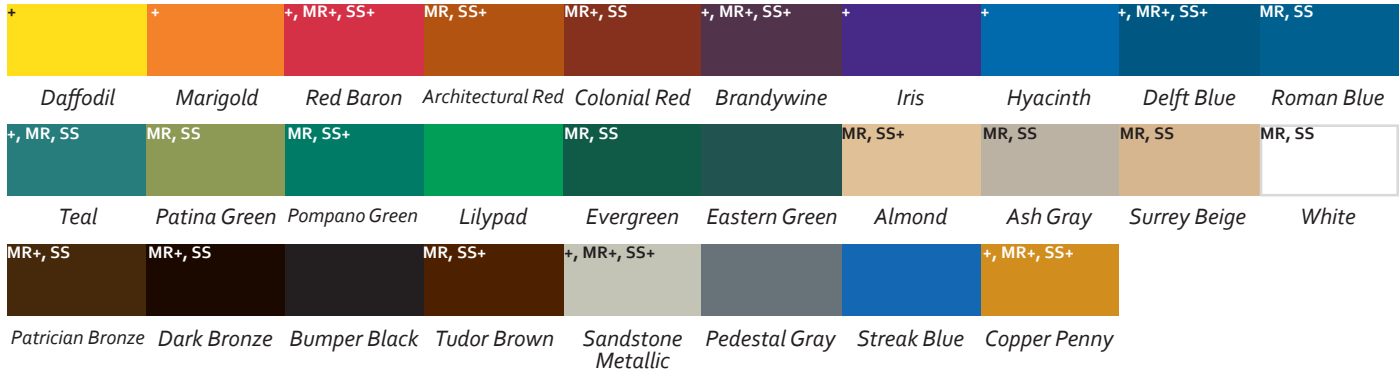 + + +, MR+, SS+ MR, SS+ MR+, SS +, MR+, SS+ + + +, MR+, SS+ MR, SS
Daffodil Marigold Red Baron Architectural Red Colonial Red Brandywine Iris Hyacinth Delft Blue Roman Blue
+, MR, SS MR, SS MR, SS+ MR, SS MR, SS+ MR, SS MR, SS MR, SS
Teal Patina Green Pompano Green Lilypad Evergreen Eastern Green Almond Ash Gray Surrey Beige White
MR+, SS MR+, SS MR, SS+ +, MR+, SS+ +, MR+, SS+
Patrician Bronze Dark Bronze Bumper Black Tudor Brown Sandstone Pedestal Gray Streak Blue Copper Penny
Metallic